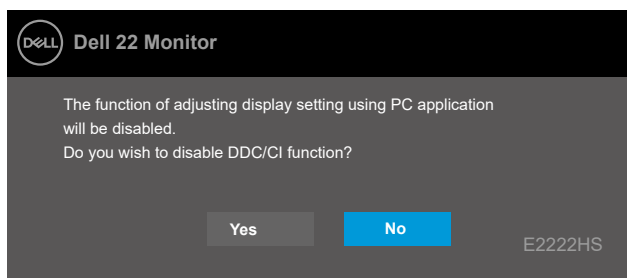 DELL Dell 22 Monitor
The function of adjusting display setting using PC application
will be disabled.
Do you wish to disable DDC/CI function?
Yes No
E2222HS